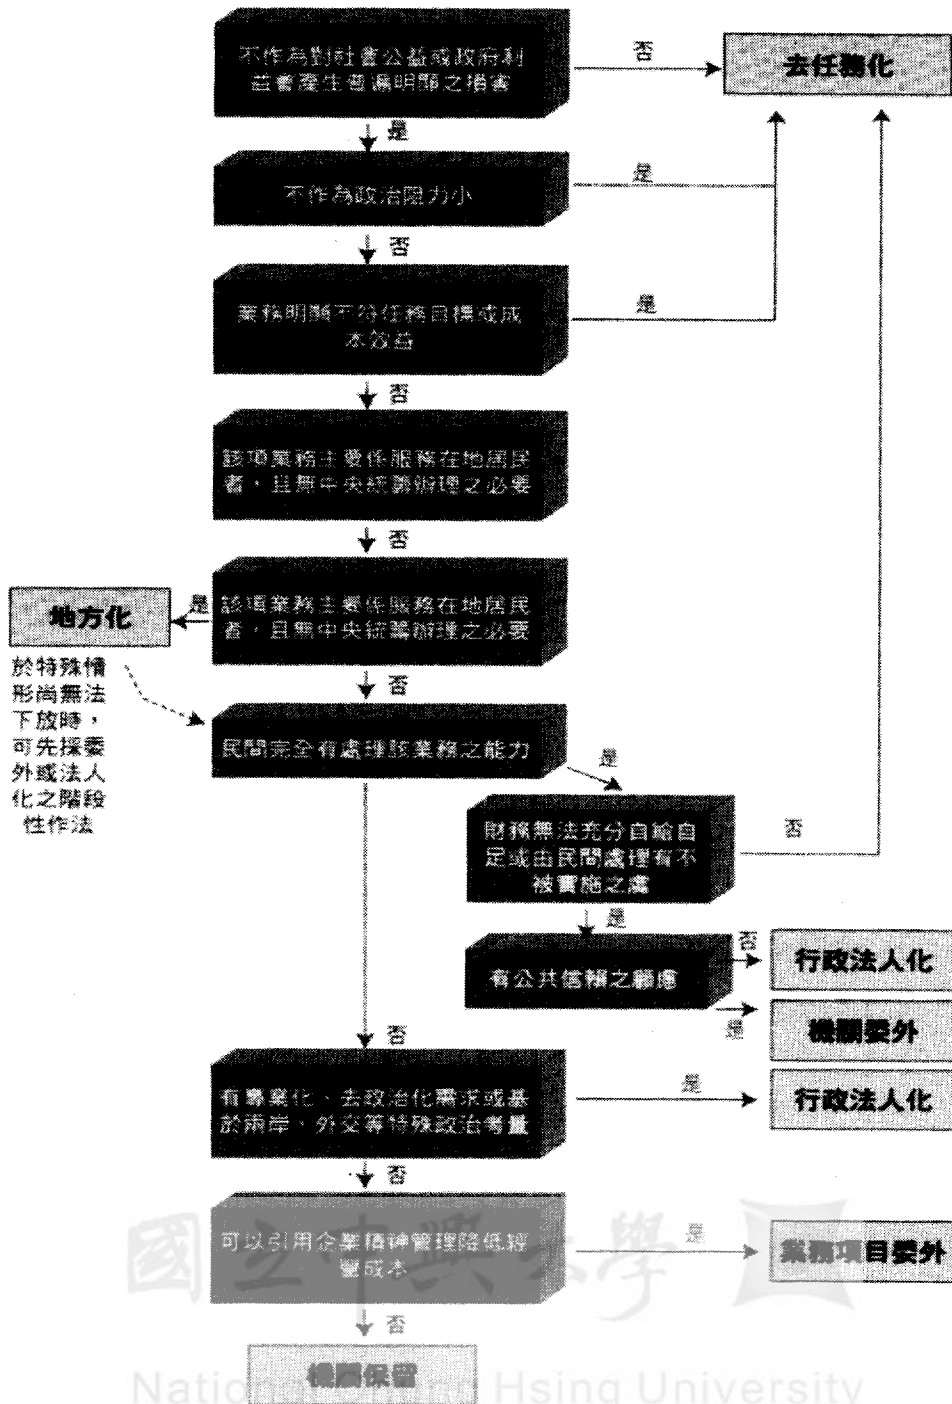 不作為對社會公益或政府利
益會產生普遍明顯之損害
否
去任務化
是
不作為政治阻力小
是
否
業務明顯不符任務目標或成
本效益
是
否
該項業務主要係服務在地居民
者，且無中央統籌辦理之必要
否
該項業務主要係服務在地居民
者，且無中央統籌辦理之必要
是
地方化
於特殊情
形尚無法
下放時，
可先採委
外或法人
化之階段
性作法
否
民間完全有處理該業務之能力
是
財務無法充分自給自
足或由民間處理有不
被實施之處
否
是
有公共信賴之顧慮
否
行政法人化
是
機關委外
否
有專業化、去政治化需求或基
於兩岸、外交等特殊政治考量
是
行政法人化
否
可以引用企業精神管理降低經
營成本
是
業務項目委外
否
機關保留
國立中興大學
National Chung Hsing University